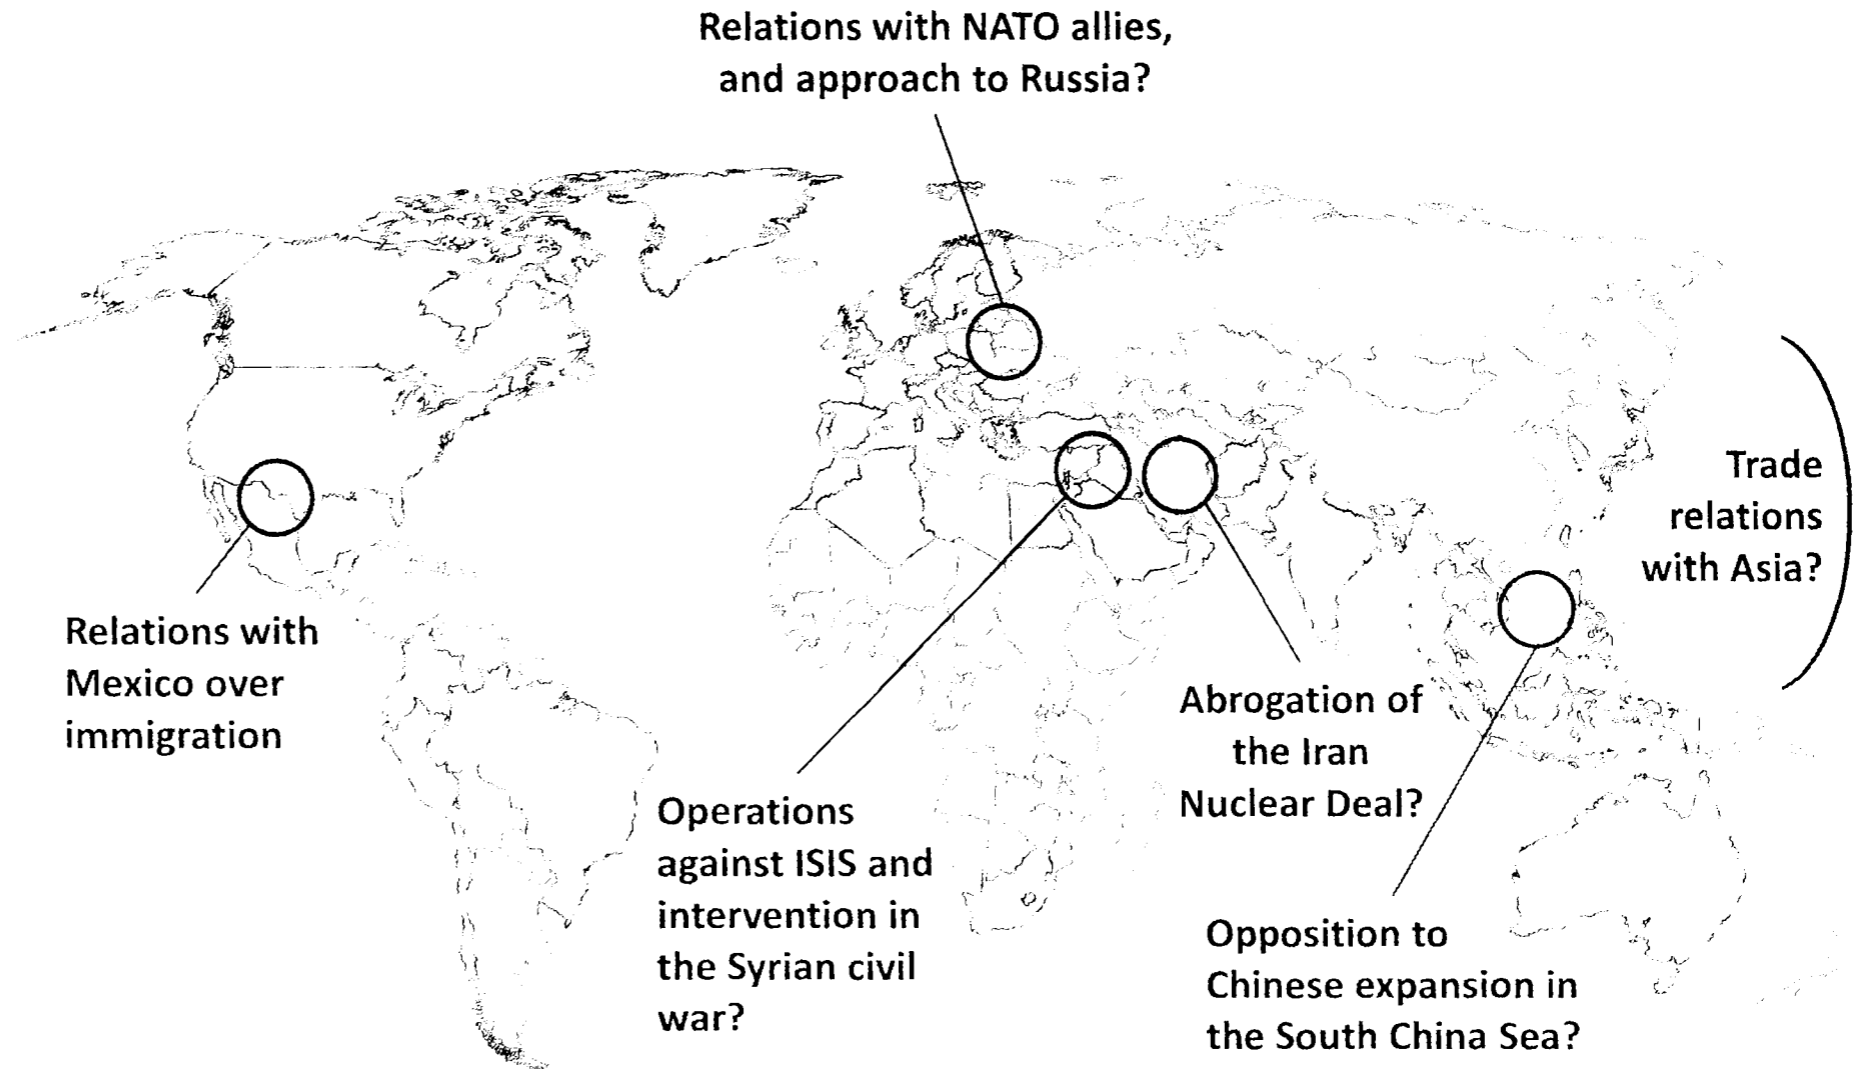 Relations with NATO allies,
and approach to Russia?
Trade
relations
with Asia?
Relations with
Mexico over
immigration
Abrogation of
the Iran
Nuclear Deal?
Operations
against ISIS and
intervention in
the Syrian civil
war?
Opposition to
Chinese expansion in
the South China Sea?